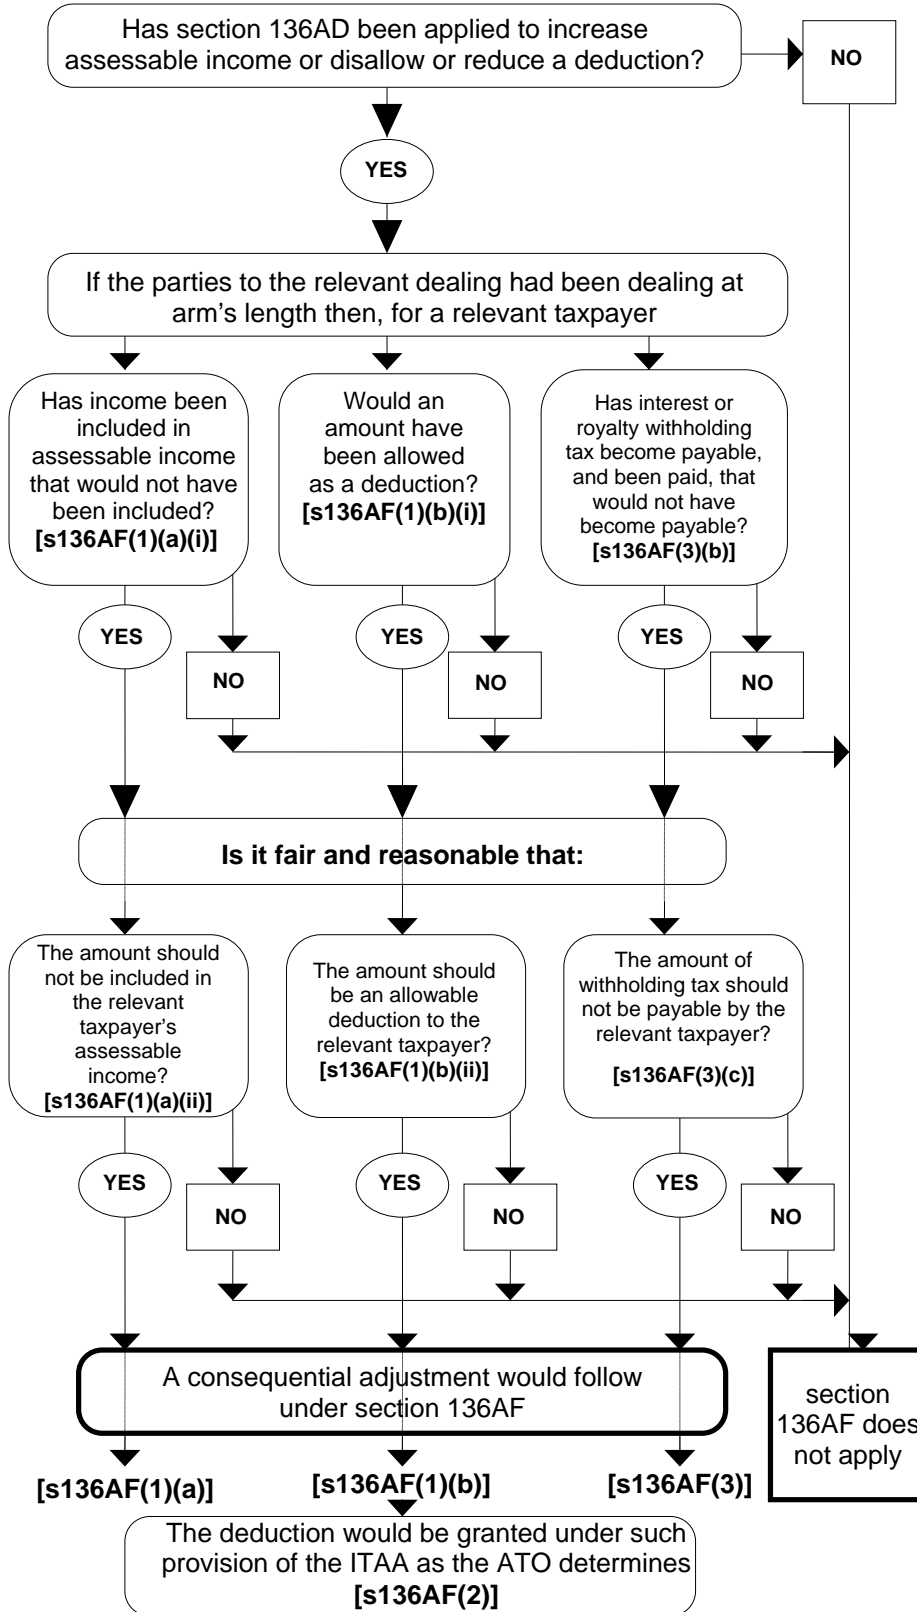 Has section 136AD been applied to increase
assessable income or disallow or reduce a deduction?
NO
YES
If the parties to the relevant dealing had been dealing at
arm's length then, for a relevant taxpayer
Has income been
included in
assessable income
that would not have
been included?
[s136AF(1)(a)(i)]
Would an
amount have
been allowed
as a deduction?
[s136AF(1)(b)(i)]
Has interest or
royalty withholding
tax become payable,
and been paid, that
would not have
become payable?
[s136AF(3)(b)]
YES
NO
YES
NO
YES
NO
Is it fair and reasonable that:
The amount should
not be included in
the relevant
taxpayer's
assessable
income?
[s136AF(1)(a)(ii)]
The amount should
be an allowable
deduction to the
relevant taxpayer?
[s136AF(1)(b)(ii)]
The amount of
withholding tax should
not be payable by the
relevant taxpayer?
[s136AF(3)(c)]
YES
NO
YES
NO
YES
NO
A consequential adjustment would follow
under section 136AF
section
136AF does
not apply
[s136AF(1)(a)]
[s136AF(1)(b)]
[s136AF(3)]
The deduction would be granted under such
provision of the ITAA as the ATO determines
[s136AF(2)]